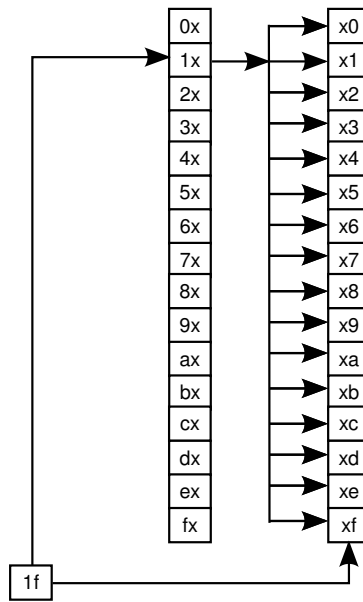 0x
1x
2x
3x
4x
5x
6x
7x
8x
9x
ax
bx
cx
dx
ex
fx
x0
x1
x2
x3
x4
x5
x6
x7
x8
x9
xa
xb
xc
xd
xe
xf
1f